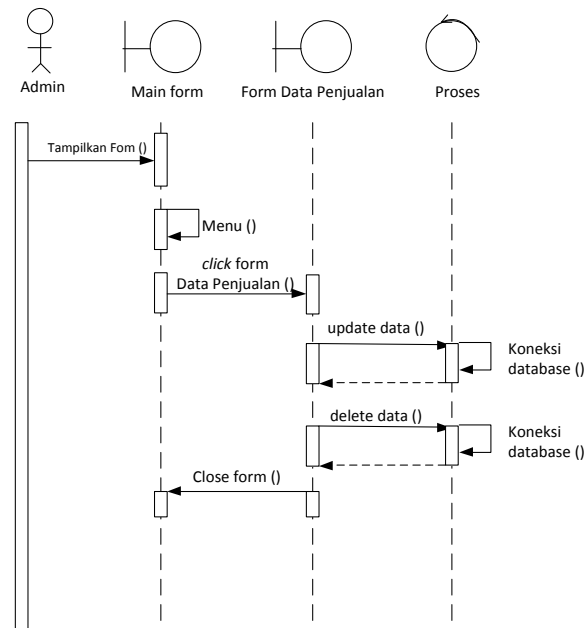 Admin
Main form
Form Data Penjualan
Proses
Tampilkan Fom ()
Menu ()
click form
Data Penjualan ()
update data ()
Koneksi
database ()
delete data ()
Koneksi
database ()
Close form ()